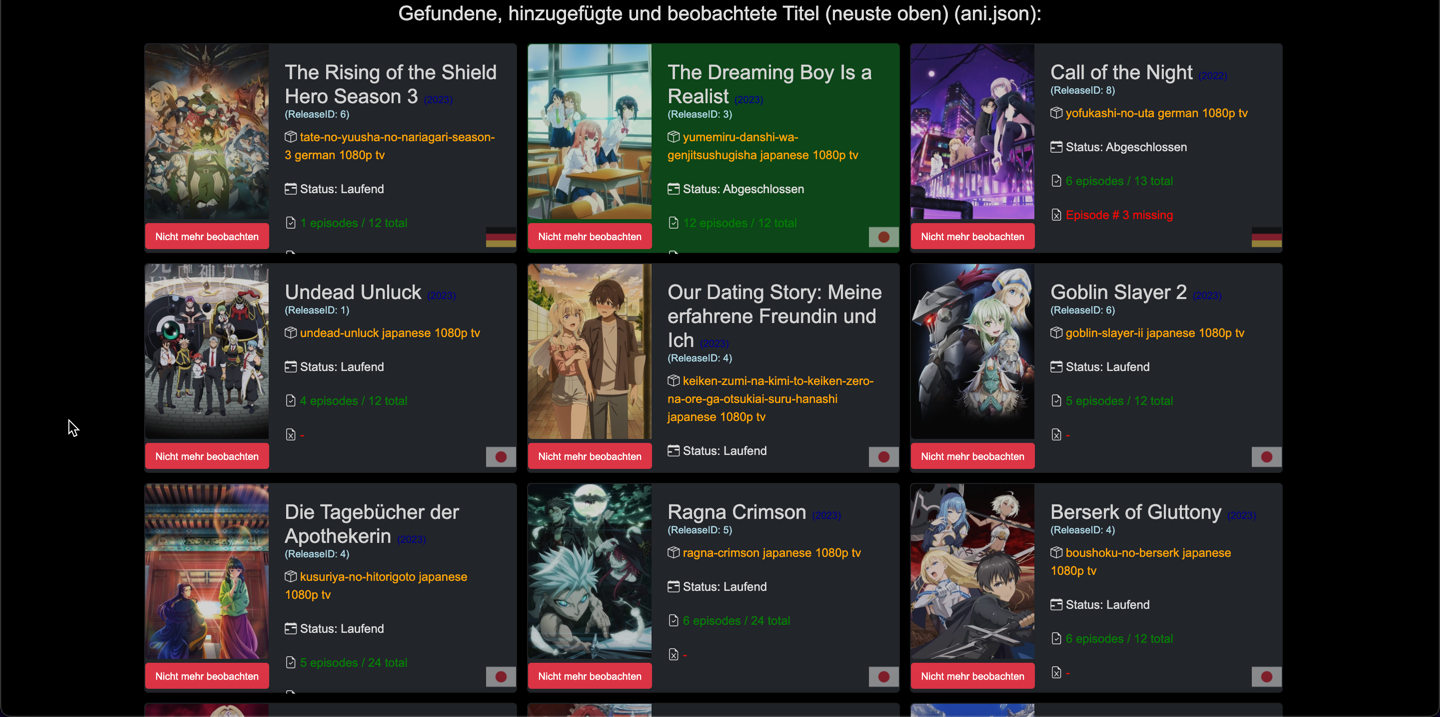 Gefundene, hinzugefügte und beobachtete Titel (neuste oben) (ani.json):
The Rising of the Shield
Hero Season 3 (2023)
(ReleaseID: 6)
tate-no-yuusha-no-nariagari-season-
3 german 1080p tv
Status: Laufend
1 episodes / 12 total
Nicht mehr beobachten
The Dreaming Boy Is a
Realist (2023)
(ReleaseID: 3)
yumemiru-danshi-wa-
genjitsushugisha japanese 1080p tv
Status: Abgeschlossen
12 episodes / 12 total
Nicht mehr beobachten
Call of the Night (2022)
(ReleaseID: 8)
yofukashi-no-uta german 1080p tv
Status: Abgeschlossen
6 episodes / 13 total
Episode # 3 missing
Nicht mehr beobachten
Undead Unluck (2023)
(ReleaseID: 1)
undead-unluck japanese 1080p tv
Status: Laufend
4 episodes / 12 total
-
Nicht mehr beobachten
Our Dating Story: Meine
erfahrene Freundin und
Ich (2023)
(ReleaseID: 4)
keiken-zumi-na-kimi-to-keiken-zero-
na-ore-ga-otsukiai-suru-hanashi
japanese 1080p tv
Status: Laufend
Nicht mehr beobachten
Goblin Slayer 2 (2023)
(ReleaseID: 6)
goblin-slayer-ii japanese 1080p tv
Status: Laufend
5 episodes / 12 total
-
Nicht mehr beobachten
Die Tagebücher der
Apothekerin (2023)
(ReleaseID: 4)
kusuriya-no-hitorigoto japanese
1080p tv
Status: Laufend
5 episodes / 24 total
Nicht mehr beobachten
Ragna Crimson (2023)
(ReleaseID: 5)
ragna-crimson japanese 1080p tv
Status: Laufend
6 episodes / 24 total
-
Nicht mehr beobachten
Berserk of Gluttony (2023)
(ReleaseID: 4)
boushoku-no-berserk japanese
1080p tv
Status: Laufend
6 episodes / 12 total
-
Nicht mehr beobachten